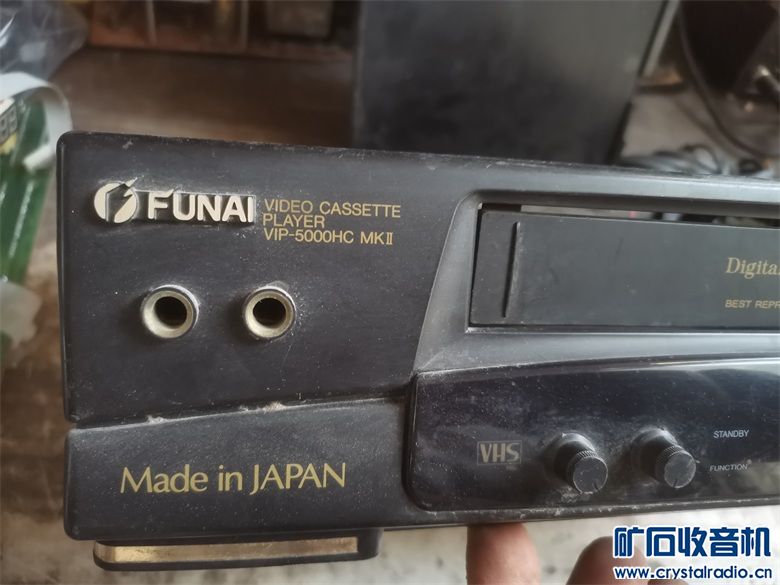 FUNAI
VIDEO CASSETTE
PLAYER
VIP-5000HC MKII
Digital
BEST REPR
VHS
STANDBY
FUNCTION
Made in JAPAN
矿石收音机
www.crystalradio.cn